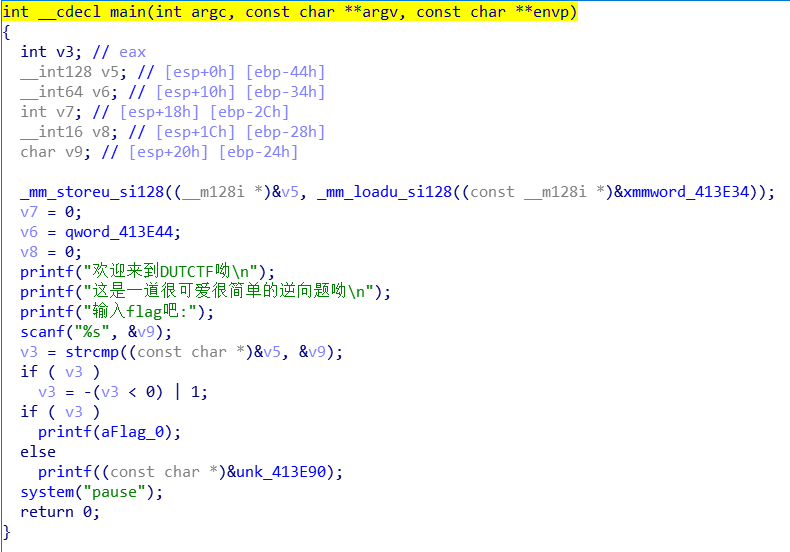 int __cdecl main(int argc, const char **argv, const char **envp)
{
  int v3; // eax
  __int128 v5; // [esp+0h] [ebp-44h]
  __int64 v6; // [esp+10h] [ebp-34h]
  int v7; // [esp+18h] [ebp-2Ch]
  __int16 v8; // [esp+1Ch] [ebp-28h]
  char v9; // [esp+20h] [ebp-24h]
  _mm_storeu_si128((__m128i *)&v5, _mm_loadu_si128((const __m128i *)&xmmword_413E34));
  v7 = 0;
  v6 = qword_413E44;
  v8 = 0;
  printf("欢迎来到DUTCTF呦\n");
  printf("这是一道很可爱很简单的逆向题呦\n");
  printf("输入flag吧:");
  scanf("%s", &v9);
  v3 = strcmp((const char *)&v5, &v9);
  if ( v3 )
    v3 = -(v3 < 0) | 1;
  if ( v3 )
    printf(aFlag_0);
  else
    printf((const char *)&unk_413E90);
  system("pause");
  return 0;
}